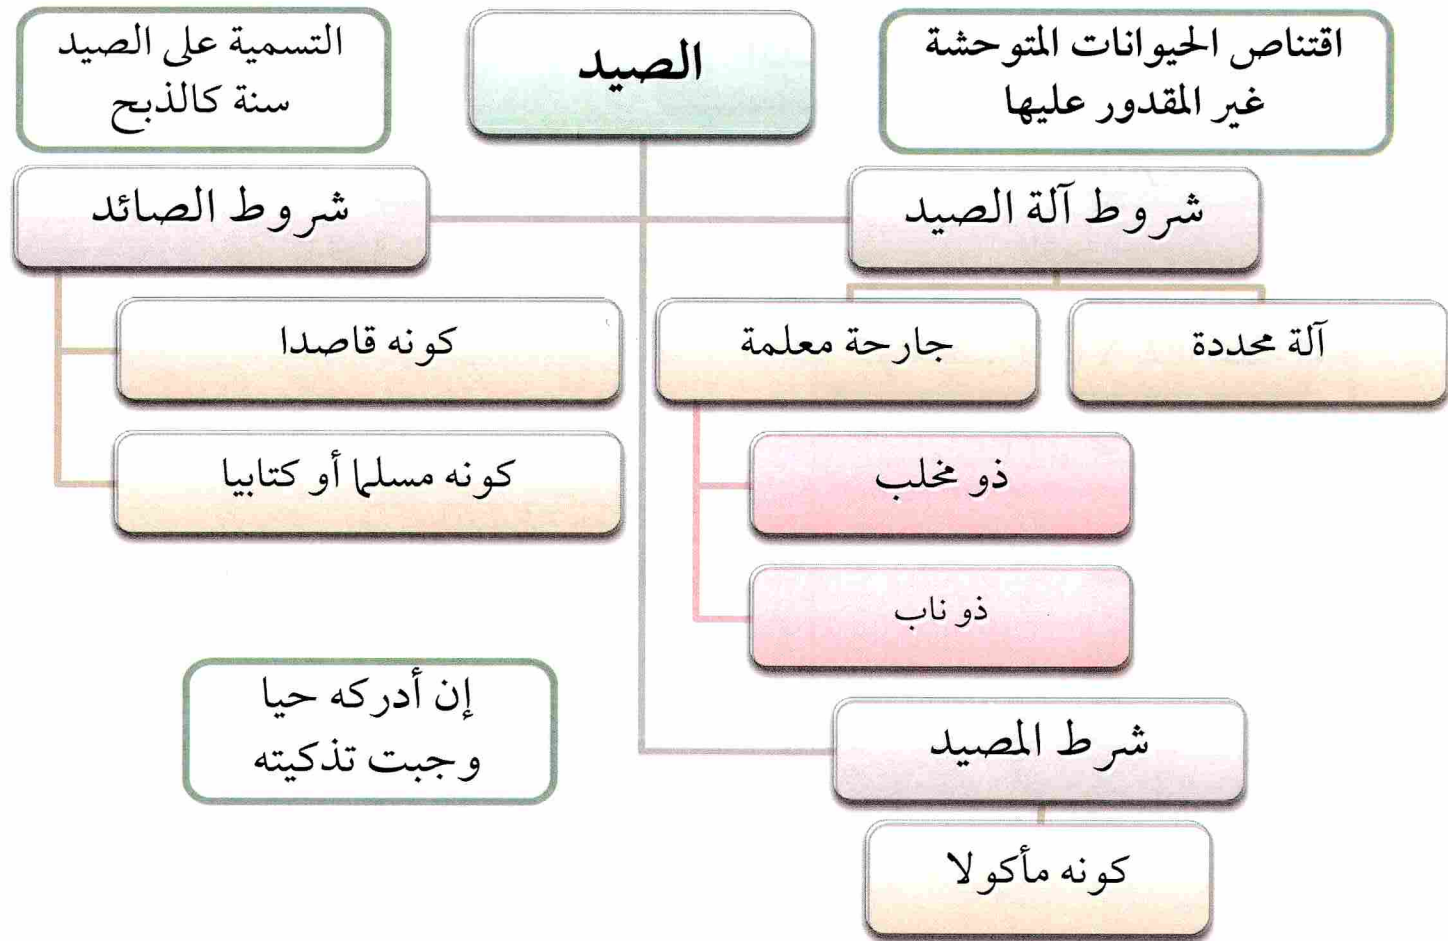 الصيد
اقتناص الحيوانات المتوحشة
غير المقدور عليها
التسمية على الصيد
سنة كالذبح
شروط آلة الصيد
آلة محددة
جارحة معلمة
ذو مخلب
ذو ناب
شروط الصائد
كونه قاصدا
كونه مسلما أو كتابيا
شرط المصيد
كونه مأكولا
إن أدركه حيا
وجبت تذكيته